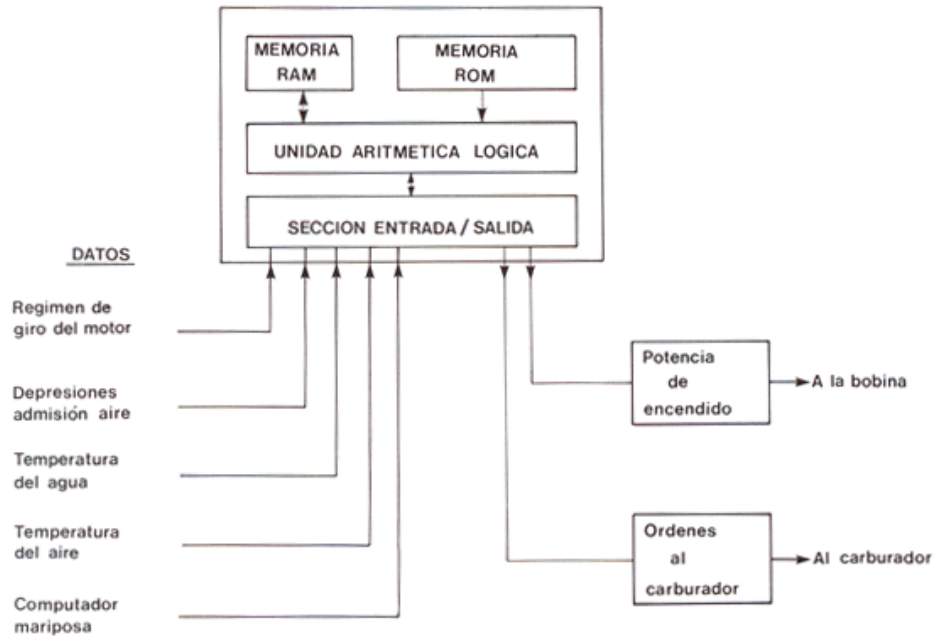 MEMORIA
RAM
MEMORIA
ROM
UNIDAD ARITMETICA LOGICA
SECCION ENTRADA / SALIDA
DATOS
Regimen de
giro del motor
Depresiones
admisión aire
Temperatura
del agua
Temperatura
del aire
Computador
mariposa
Potencia
de
encendido
A la bobina
Ordenes
al
carburador
Al carburador